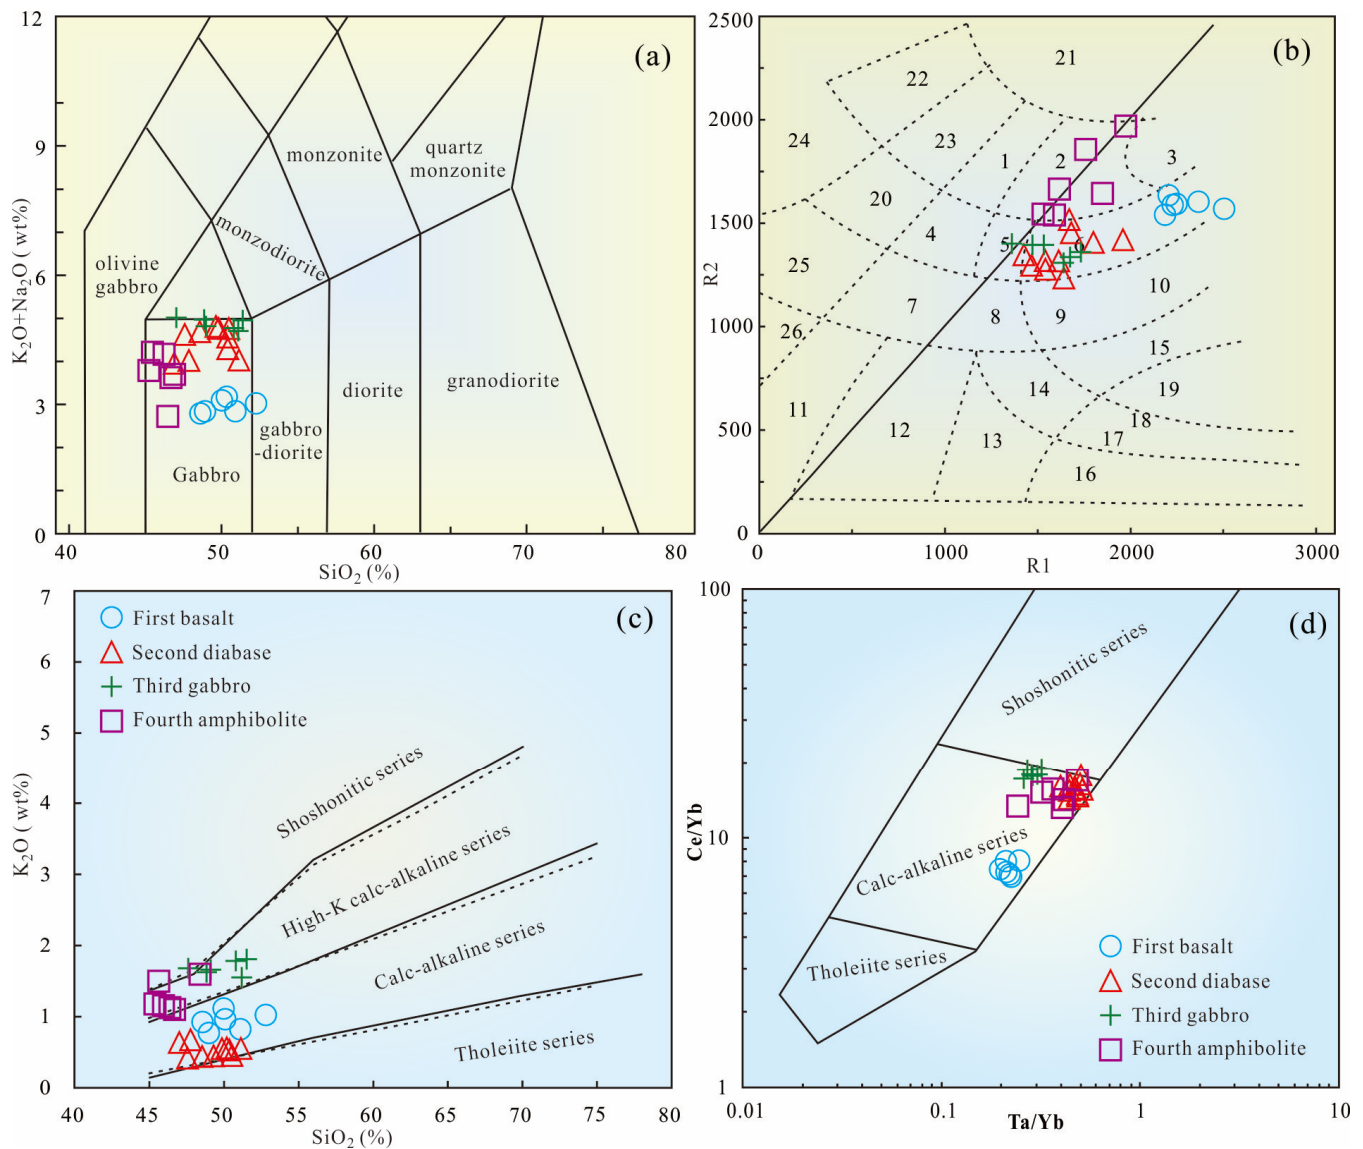 12
9
6
3
0
K₂O+Na₂O ( wt%)
(a)
monzonite
quartz
monzonite
monzodiorite
olivine
gabbro
Gabbro
gabbro
-diorite
diorite
granodiorite
40
50
60
70
80
SiO₂ (%)
2500
2000
1500
1000
500
0
R2
(b)
21
22
24
23
1
2
3
20
4
5
6
25
7
8
9
10
26
15
11
12
14
19
13
18
17
16
0
1000
2000
3000
R1
7
6
5
4
3
2
1
0
K₂O ( wt%)
(c)
First basalt
Second diabase
Third gabbro
Fourth amphibolite
Shoshonitic series
High-K calc-alkaline series
Calc-alkaline series
Tholeiite series
40
45
50
55
60
65
70
75
80
SiO₂ (%)
100
10
1
Ce/Yb
(d)
Shoshonitic series
Calc-alkaline series
Tholeiite series
First basalt
Second diabase
Third gabbro
Fourth amphibolite
0.01
0.1
1
10
Ta/Yb